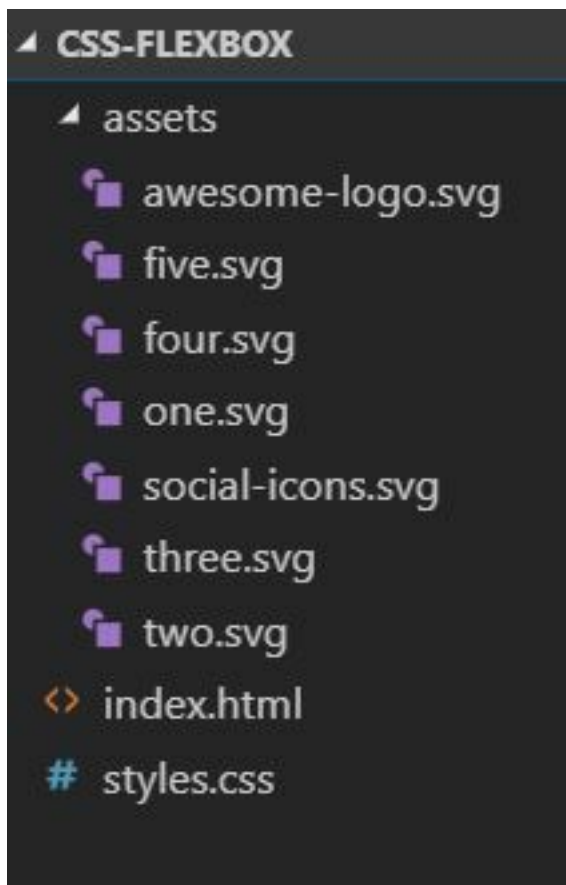 CSS-FLEXBOX
assets
awesome-logo.svg
five.svg
four.svg
one.svg
social-icons.svg
three.svg
two.svg
<> index.html
# styles.css